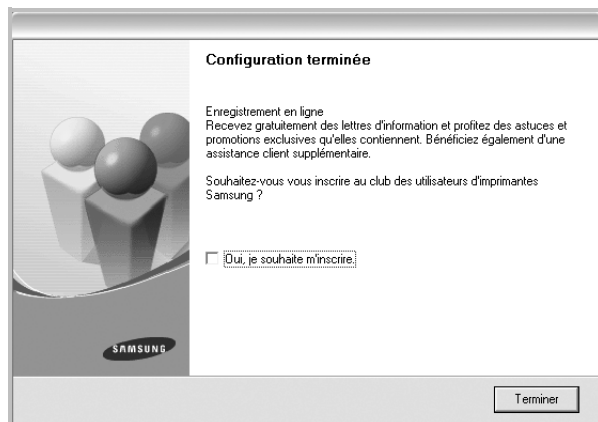 Configuration terminée
Enregistrement en ligne
Recevez gratuitement des lettres d'information et profitez des astuces et
promotions exclusives qu'elles contiennent. Bénéficiez également d'une
assistance client supplémentaire.
Souhaitez-vous vous inscrire au club des utilisateurs d'imprimantes
Samsung ?
Oui, je souhaite m'inscrire.
SAMSUNG
Terminer